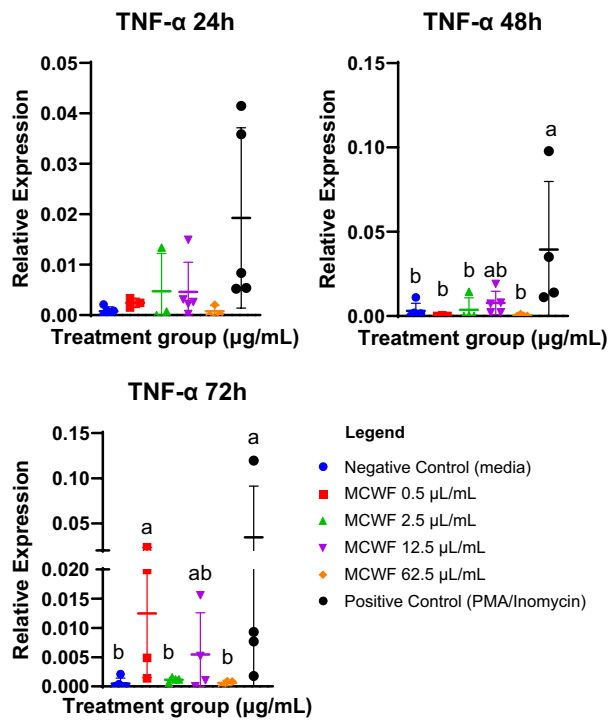 TNF-α 24h
Relative Expression
0.05
0.04
0.03
0.02
0.01
0.00
Treatment group (µg/mL)
TNF-α 48h
Relative Expression
0.15
0.10
0.05
0.00
b b b ab b a
Treatment group (µg/mL)
TNF-α 72h
Relative Expression
0.15
0.10
0.05
0.020
0.015
0.010
0.005
0.000
b a b ab b a
Treatment group (µg/mL)
Legend
Negative Control (media)
MCWF 0.5 µL/mL
MCWF 2.5 µL/mL
MCWF 12.5 µL/mL
MCWF 62.5 µL/mL
Positive Control (PMA/Inomycin)